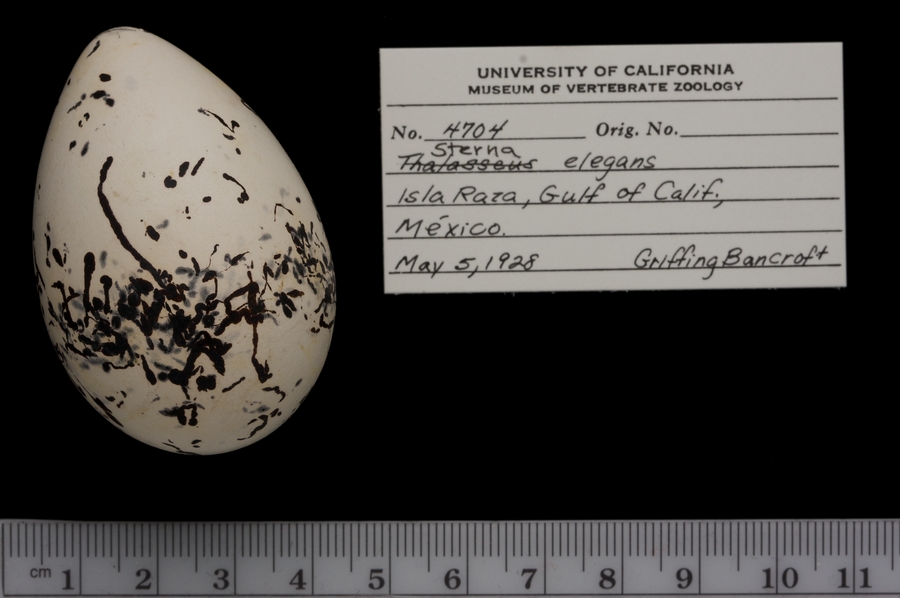 UNIVERSITY OF CALIFORNIA
MUSEUM OF VERTEBRATE ZOOLOGY
No. 4704 Orig. No.
Sterna
Thalasseus elegans
Isla Raza, Gulf of Calif.,
México.
May 5, 1928 Griffing Bancroft
cm 1 2 3 4 5 6 7 8 9 10 11